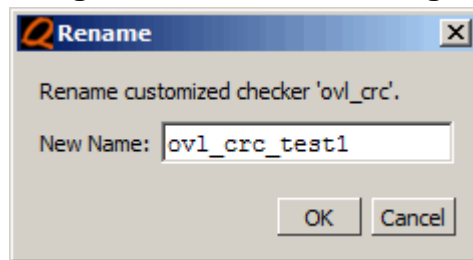 Rename
Rename customized checker 'ovl_crc'.
New Name: ovl_crc_test1
OK Cancel